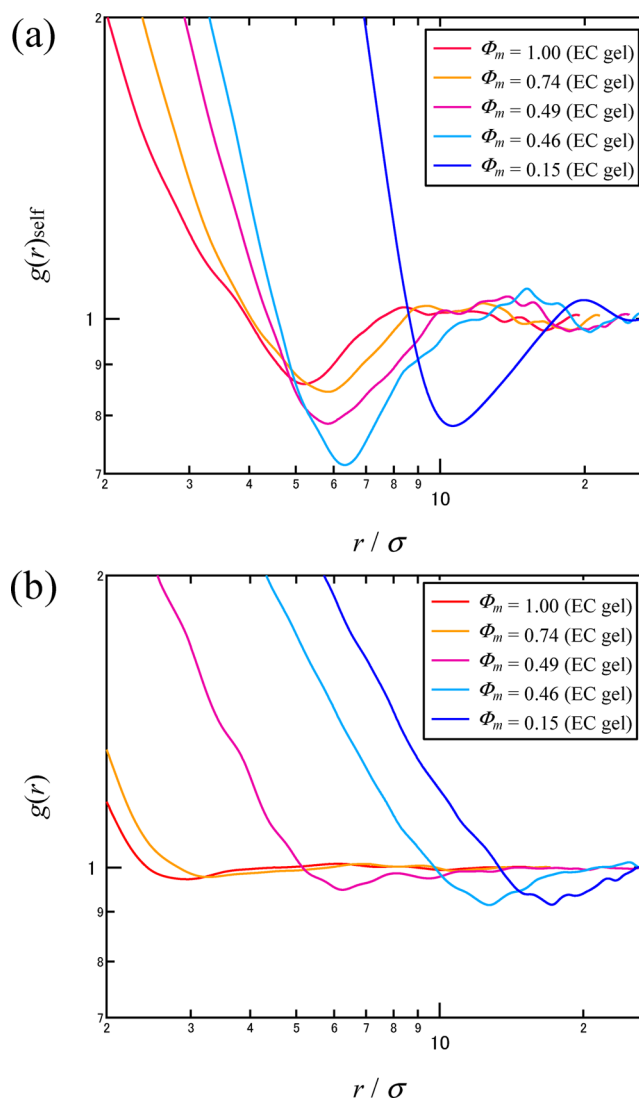 (a)
2
1
9
8
7
g(r)self
Φm = 1.00 (EC gel)
Φm = 0.74 (EC gel)
Φm = 0.49 (EC gel)
Φm = 0.46 (EC gel)
Φm = 0.15 (EC gel)
2 3 4 5 6 7 8 9 10 2
r / σ
(b)
2
1
9
8
7
g(r)
Φm = 1.00 (EC gel)
Φm = 0.74 (EC gel)
Φm = 0.49 (EC gel)
Φm = 0.46 (EC gel)
Φm = 0.15 (EC gel)
2 3 4 5 6 7 8 9 10 2
r / σ